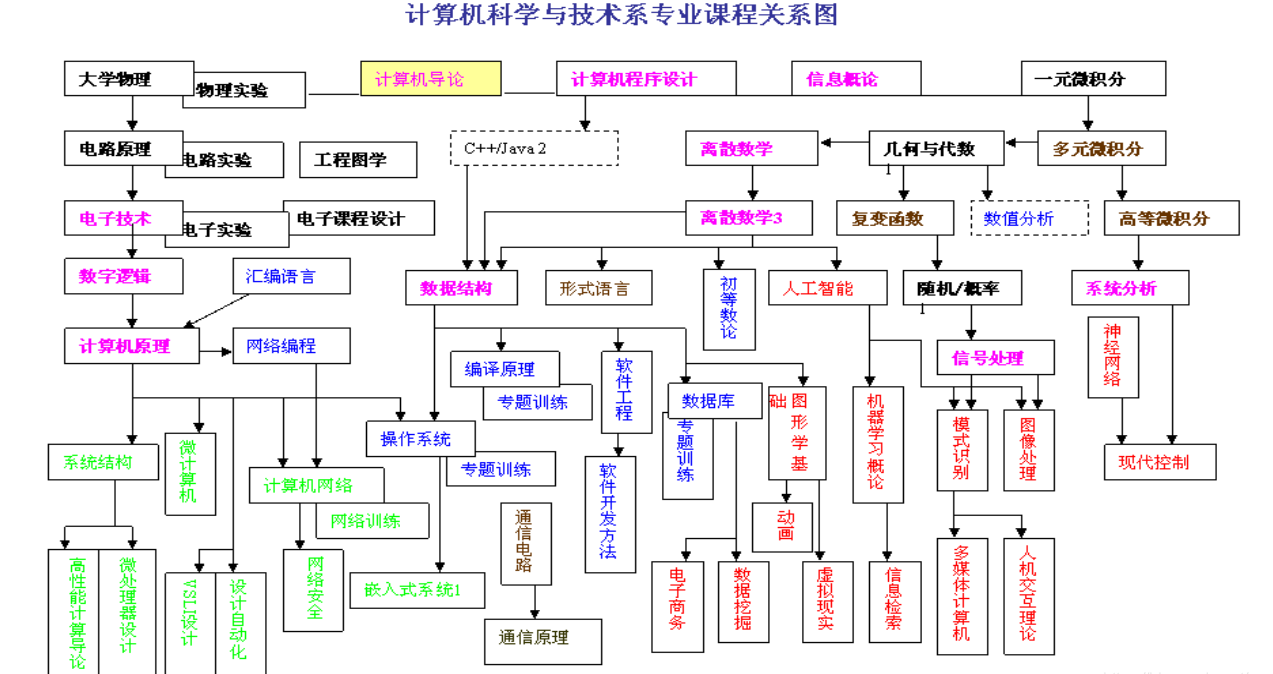 计算机科学与技术系专业课程关系图
大学物理
物理实验
计算机导论
计算机程序设计
信息概论
一元微积分
电路原理
电路实验
工程图学
C++/Java 2
离散数学
几何与代数
1
多元微积分
电子技术
电子实验
电子课程设计
离散数学3
复变函数
数值分析
高等微积分
数字逻辑
汇编语言
数据结构
形式语言
初等数论
人工智能
随机/概率
1
系统分析
计算机原理
网络编程
编译原理
专题训练
软件工程
数据库
专题训练
图形学基础
机器学习概论
信号处理
神经网络
系统结构
微计算机
操作系统
专题训练
计算机网络
网络训练
通信电路
软件开发方法
动画
模式识别
图像处理
现代控制
高性能计算导论
微处理器设计
VSLI设计
设计自动化
网络安全
嵌入式系统1
通信原理
电子商务
数据挖掘
虚拟现实
信息检索
多媒体计算机
人机交互理论